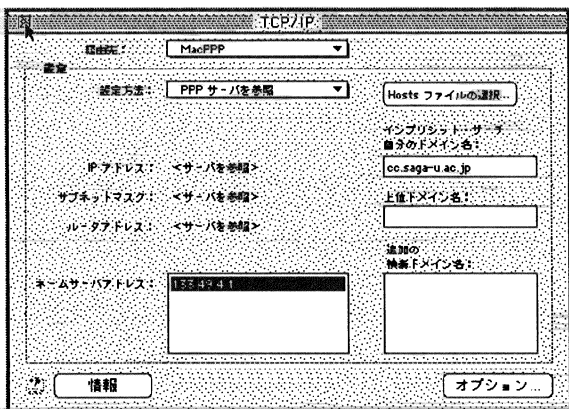 TCP/IP
経由先： MacPPP
設定
設定方法： PPP サーバを参照
Hosts ファイルの選択...
インプリシット・サーチ
自分のドメイン名：
IP アドレス： <サーバを参照>
cc.saga-u.ac.jp
サブネットマスク： <サーバを参照>
上位ドメイン名：
ルータアドレス： <サーバを参照>
追加の
検索ドメイン名：
ネームサーバアドレス： 133.49.4.1
情報
オプション...